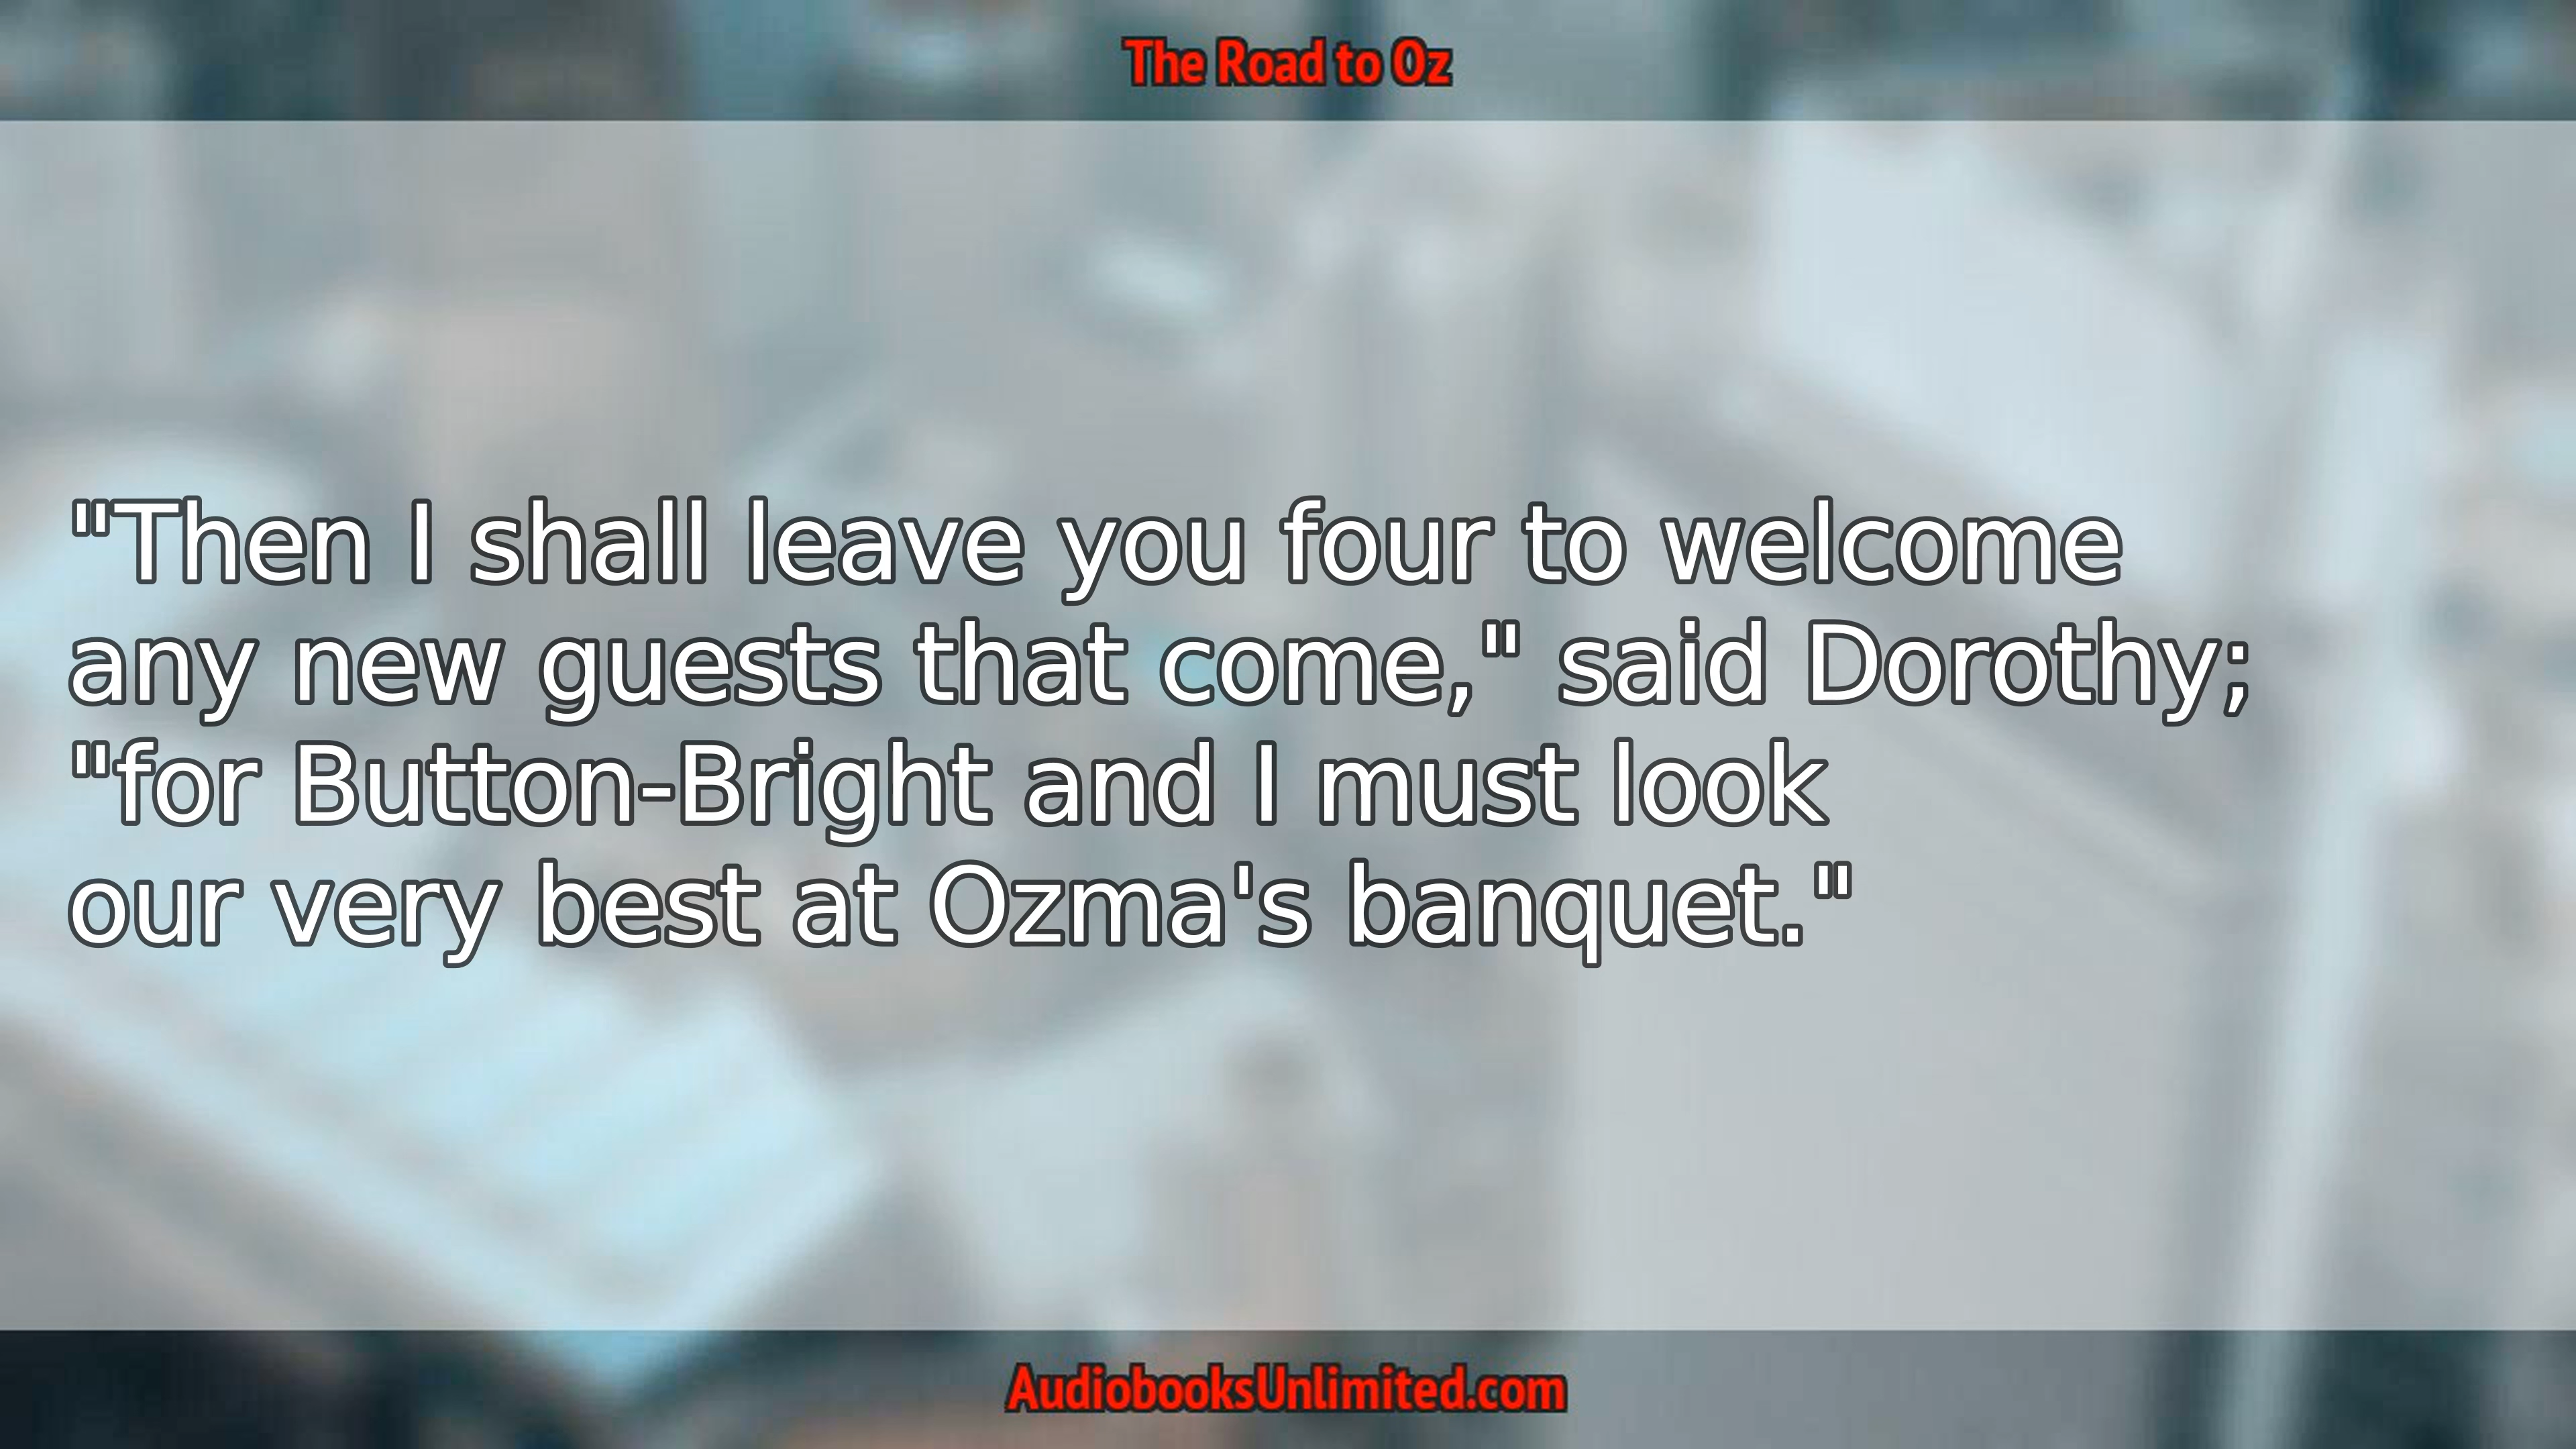 The Road to Oz
"Then I shall leave you four to welcome
any new guests that come," said Dorothy;
"for Button-Bright and I must look
our very best at Ozma's banquet."
AudiobooksUnlimited.com